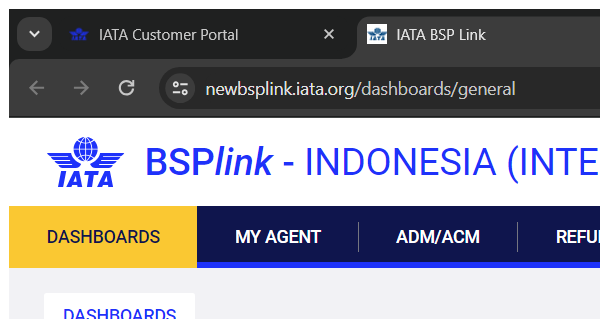 IATA Customer Portal
IATA BSP Link
newbsplink.iata.org/dashboards/general
IATA
BSPlink - INDONESIA (INTE
DASHBOARDS
MY AGENT
ADM/ACM
REFU
DASHBOARDS